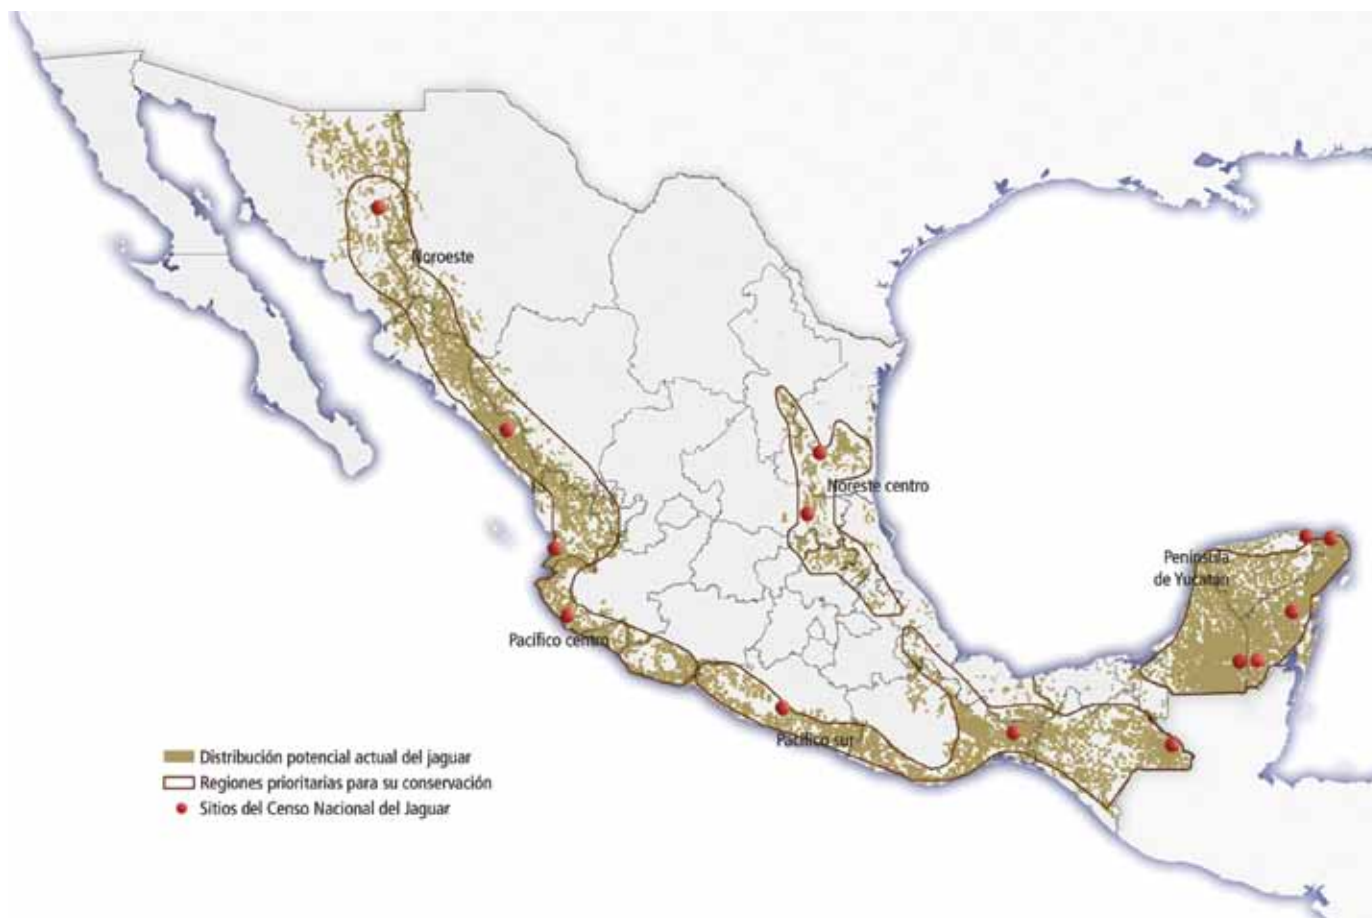 Noroeste
Noreste centro
Península
de Yucatán
Pacífico centro
Pacífico sur
Distribución potencial actual del jaguar
Regiones prioritarias para su conservación
Sitios del Censo Nacional del Jaguar